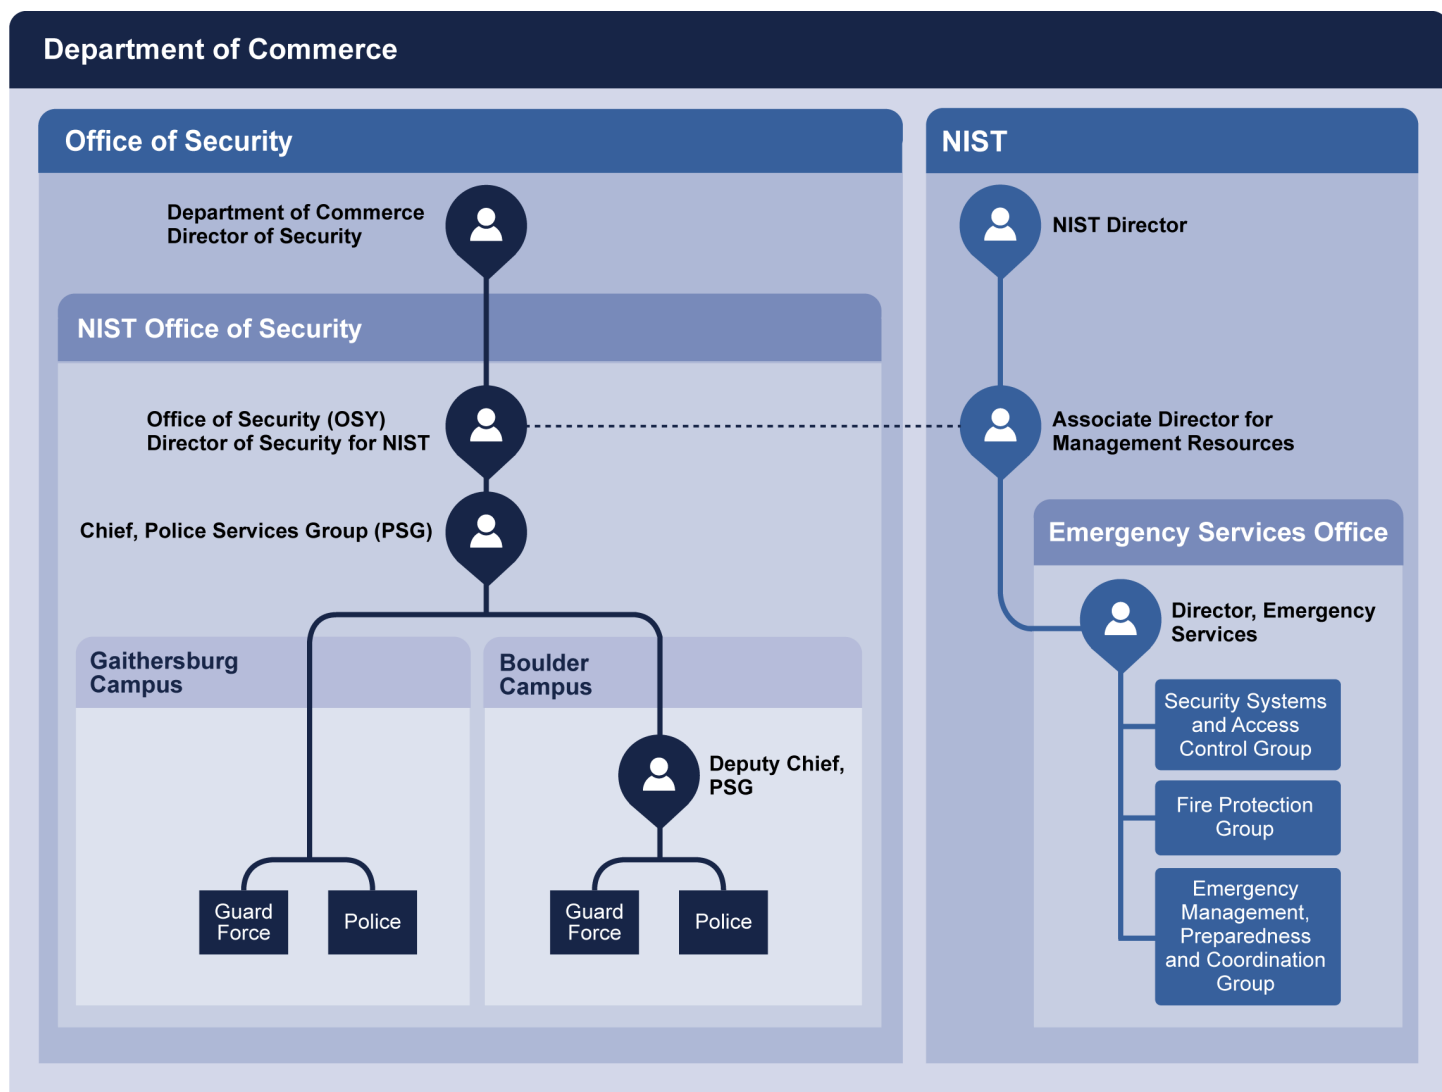 Department of Commerce
Office of Security
Department of Commerce
Director of Security
NIST Office of Security
Office of Security (OSY)
Director of Security for NIST
Chief, Police Services Group (PSG)
Gaithersburg
Campus
Guard
Force
Police
Boulder
Campus
Deputy Chief,
PSG
Guard
Force
Police
NIST
NIST Director
Associate Director for
Management Resources
Emergency Services Office
Director, Emergency
Services
Security Systems
and Access
Control Group
Fire Protection
Group
Emergency
Management,
Preparedness
and Coordination
Group